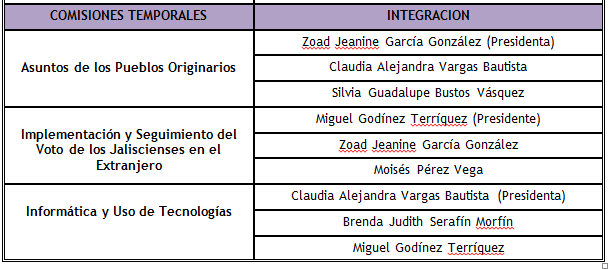 COMISIONES TEMPORALES
INTEGRACION
Asuntos de los Pueblos Originarios
Zoad Jeanine García González (Presidenta)
Claudia Alejandra Vargas Bautista
Silvia Guadalupe Bustos Vásquez
Implementación y Seguimiento del
Voto de los Jaliscienses en el
Extranjero
Miguel Godínez Terríquez (Presidente)
Zoad Jeanine García González
Moisés Pérez Vega
Informática y Uso de Tecnologías
Claudia Alejandra Vargas Bautista (Presidenta)
Brenda Judith Serafín Morfín
Miguel Godínez Terríquez